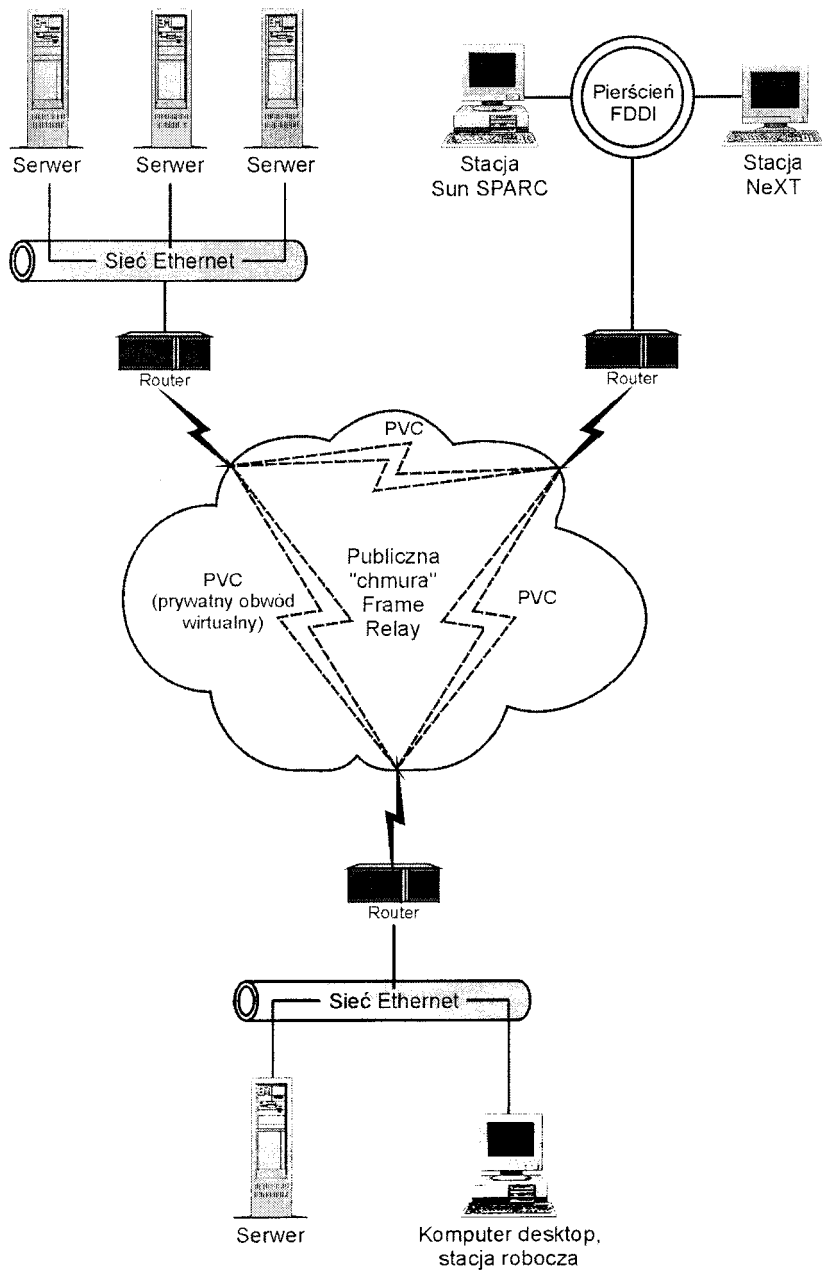 Serwer
Serwer
Serwer
Sieć Ethernet
Router
Pierścień
FDDI
Stacja
Sun SPARC
Stacja
NeXT
Router
PVC
PVC
(prywatny obwód
wirtualny)
Publiczna
"chmura"
Frame
Relay
PVC
Router
Sieć Ethernet
Serwer
Komputer desktop,
stacja robocza